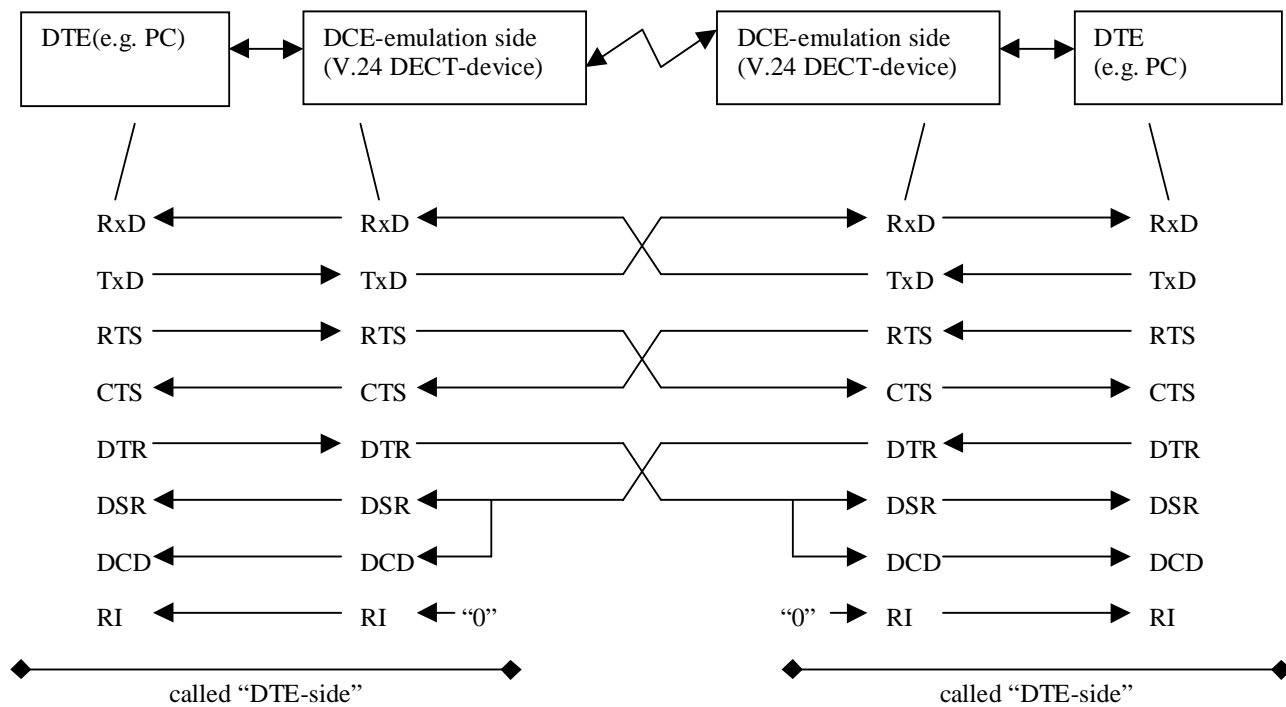 DTE(e.g. PC) DCE-emulation side DCE-emulation side DTE
(V.24 DECT-device) (V.24 DECT-device) (e.g. PC)
RxD RxD RxD RxD
TxD TxD TxD TxD
RTS RTS RTS RTS
CTS CTS CTS CTS
DTR DTR DTR DTR
DSR DSR DSR DSR
DCD DCD DCD DCD
RI RI “0” “0” RI RI
called “DTE-side” called “DTE-side”